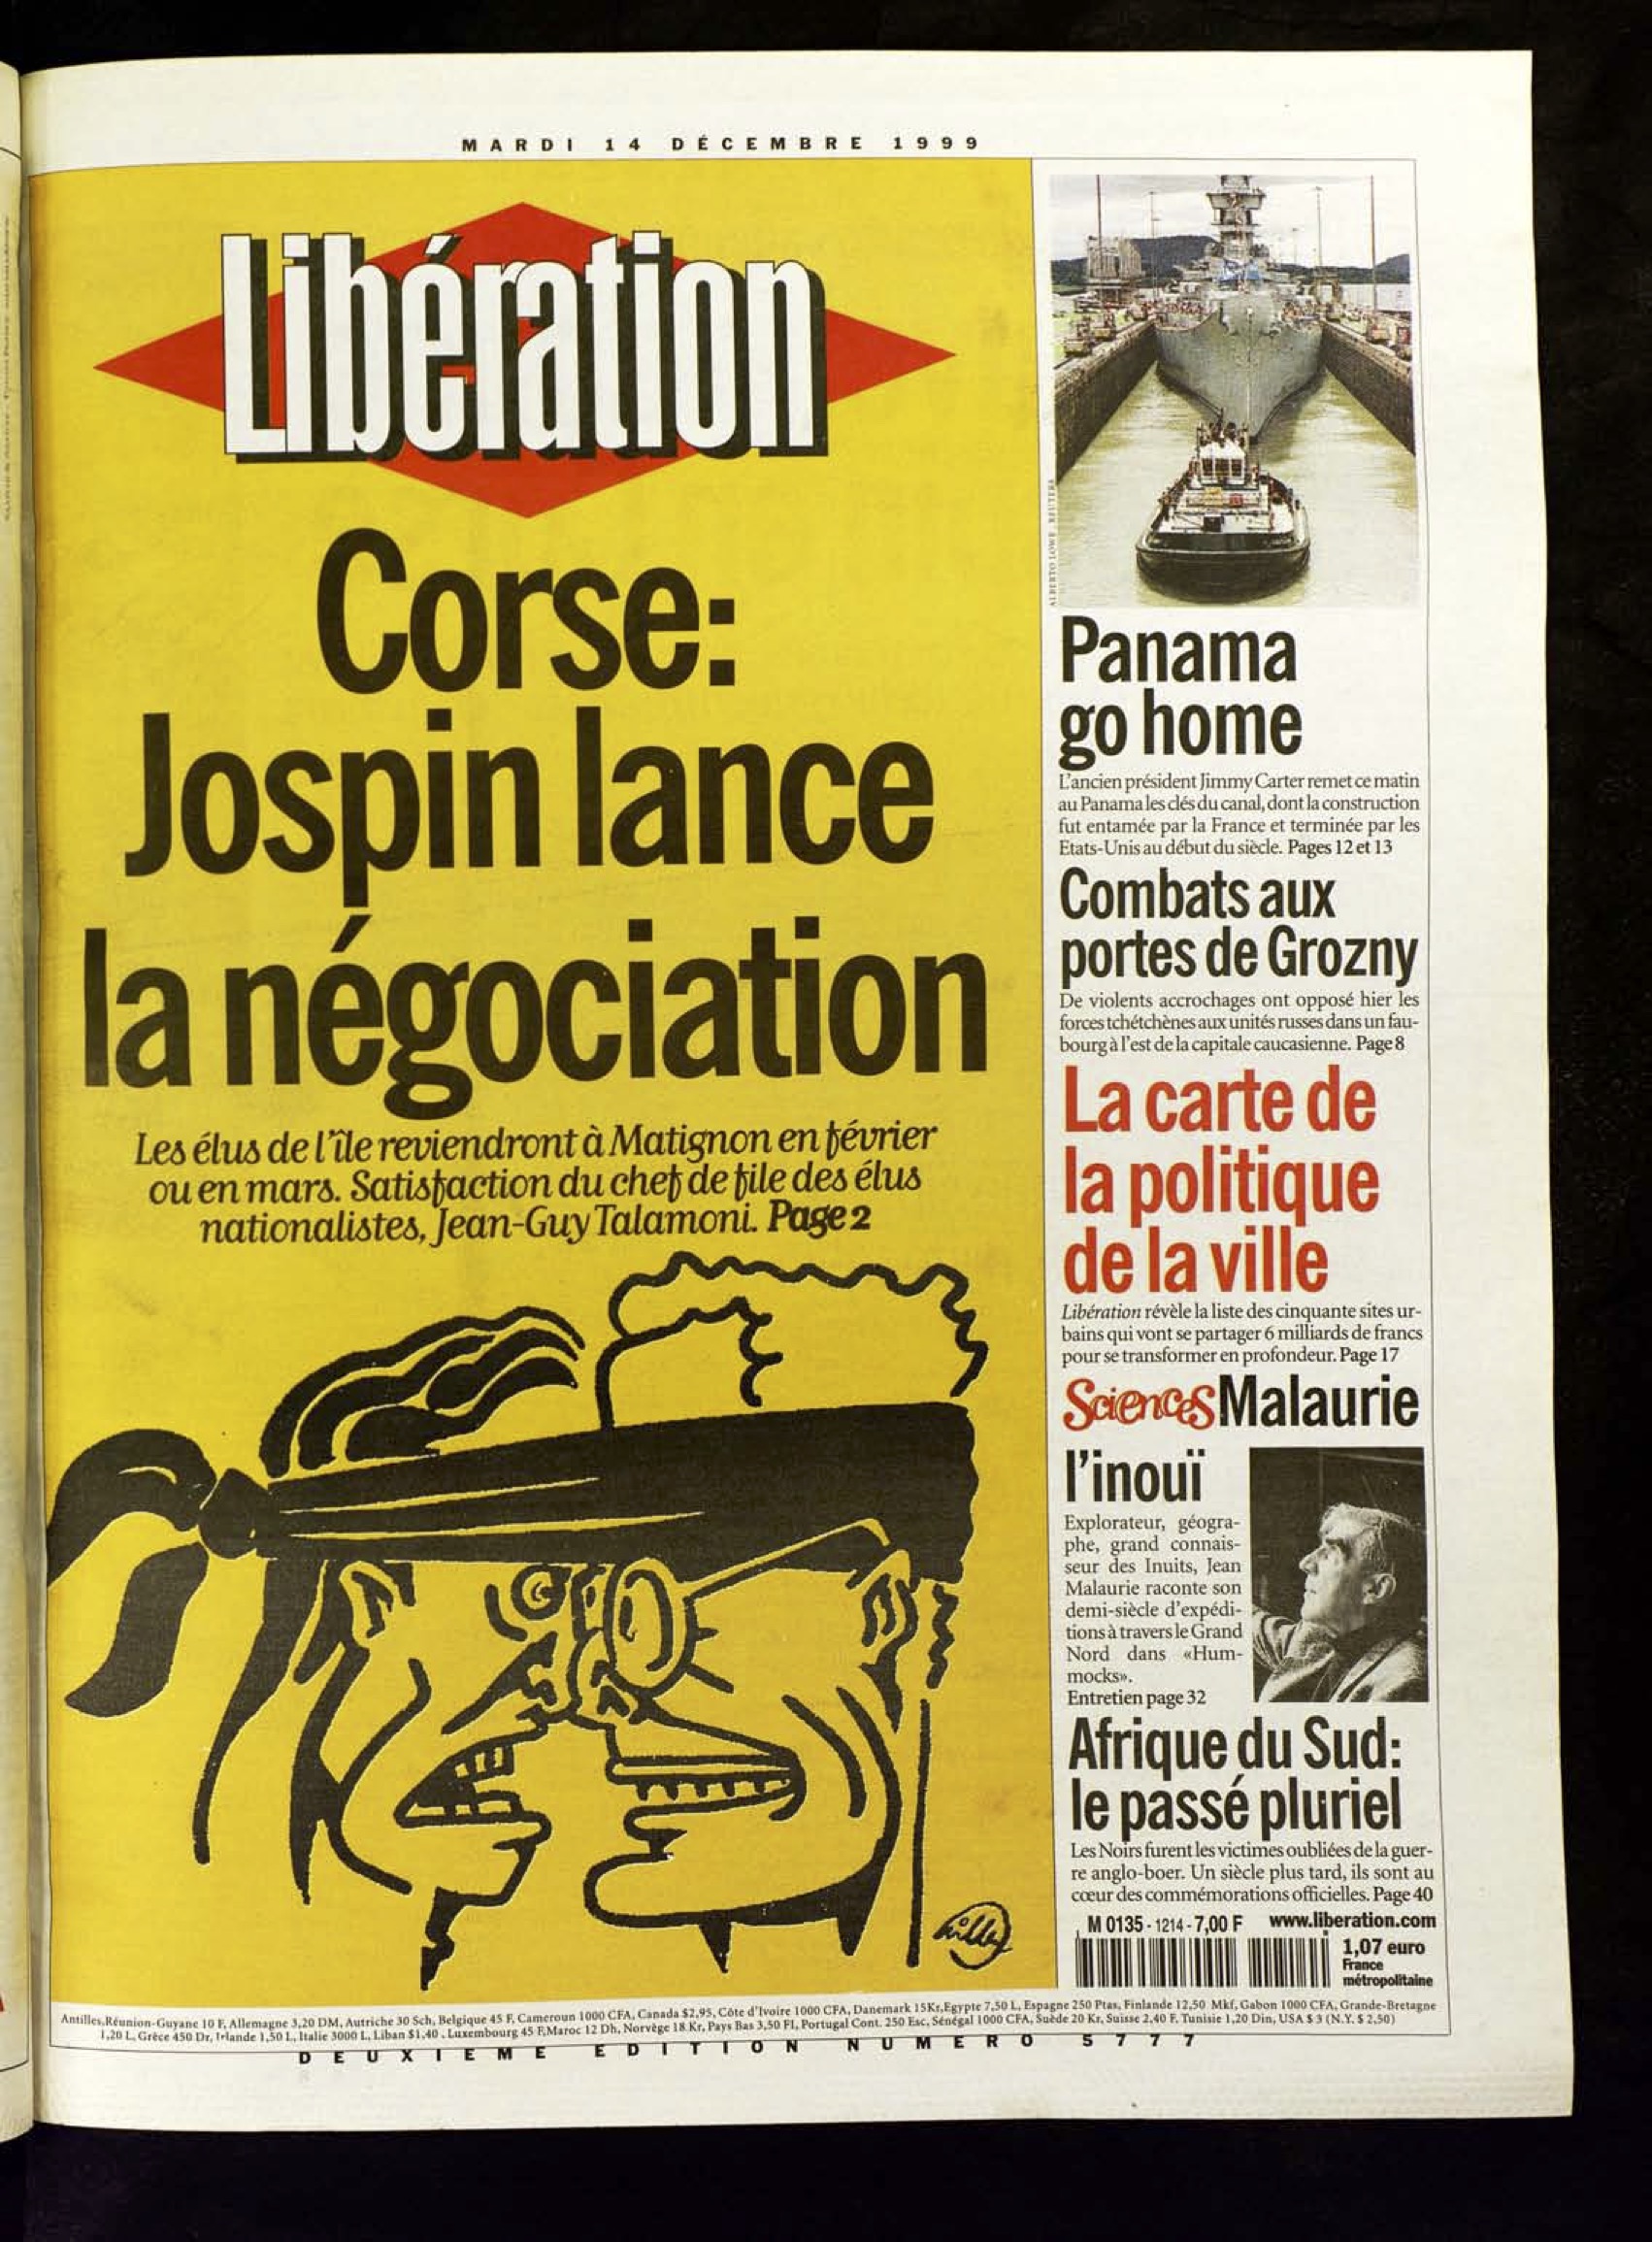 MARDI 14 DÉCEMBRE 1999
Libération
Corse:
Jospin lance
la négociation
Les élus de l'île reviendront à Matignon en février
ou en mars. Satisfaction du chef de file des élus
nationalistes, Jean-Guy Talamoni. Page 2
Willem
ALBERTO LOWE . REUTERS
Panama
go home
L'ancien président Jimmy Carter remet ce matin
au Panama les clés du canal, dont la construction
fut entamée par la France et terminée par les
Etats-Unis au début du siècle. Pages 12 et 13
Combats aux
portes de Grozny
De violents accrochages ont opposé hier les
forces tchétchènes aux unités russes dans un fau-
bourg à l'est de la capitale caucasienne. Page 8
La carte de
la politique
de la ville
Libération révèle la liste des cinquante sites ur-
bains qui vont se partager 6 milliards de francs
pour se transformer en profondeur. Page 17
Sciences Malaurie
l'inouï
Explorateur, géogra-
phe, grand connais-
seur des Inuits, Jean
Malaurie raconte son
demi-siècle d'expédi-
tions à travers le Grand
Nord dans «Hum-
mocks».
Entretien page 32
Afrique du Sud:
le passé pluriel
Les Noirs furent les victimes oubliées de la guer-
re anglo-boer. Un siècle plus tard, ils sont au
cœur des commémorations officielles. Page 40
M 0135 - 1214 - 7,00 F www.liberation.com
1,07 euro
France
métropolitaine
Antilles,Réunion-Guyane 10 F, Allemagne 3,20 DM, Autriche 30 Sch, Belgique 45 F, Cameroun 1000 CFA, Canada $2,95, Côte d'Ivoire 1000 CFA, Danemark 15Kr,Egypte 7,50 L, Espagne 250 Ptas, Finlande 12,50 Mkf, Gabon 1000 CFA, Grande-Bretagne
1,20 L, Grèce 450 Dr, Irlande 1,50 L, Italie 3000 L, Liban $1,40 . Luxembourg 45 F,Maroc 12 Dh, Norvège 18 Kr, Pays Bas 3,50 Fl, Portugal Cont. 250 Esc, Sénégal 1000 CFA, Suède 20 Kr, Suisse 2,40 F, Tunisie 1,20 Din, USA $ 3 (N.Y. $ 2,50)
DEUXIEME EDITION NUMERO 5777